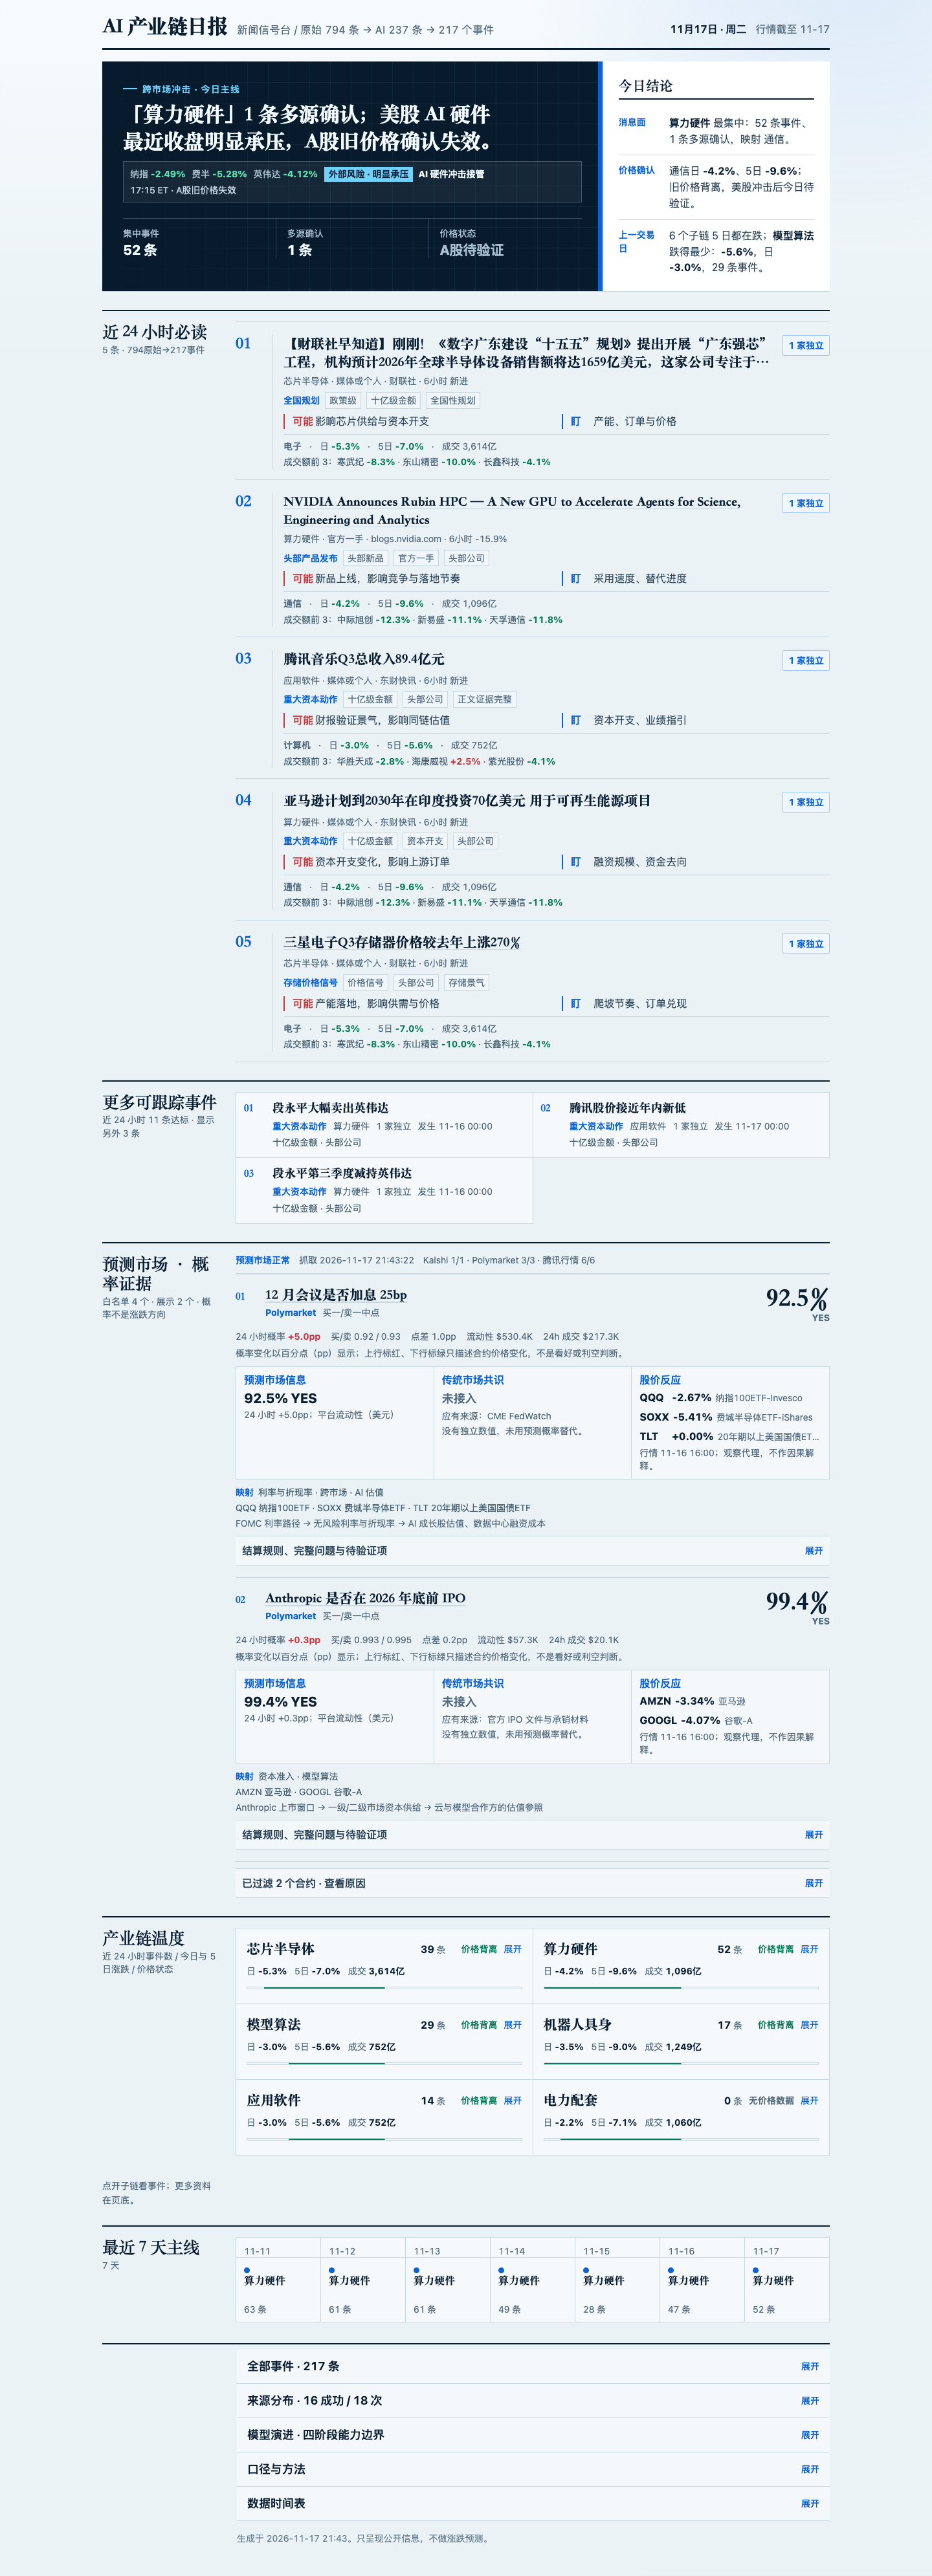 AI 产业链日报 新闻信号台 / 原始 794 条 → AI 237 条 → 217 个事件 11月17日 · 周二 行情截至 11-17
跨市场冲击 · 今日主线
「算力硬件」1 条多源确认；美股 AI 硬件
最近收盘明显承压，A股旧价格确认失效。
纳指 -2.49% 费半 -5.28% 英伟达 -4.12% 外部风险 · 明显承压 AI 硬件冲击接管
17:15 ET · A股旧价格失效
集中事件 多源确认 价格状态
52 条 1 条 A股待验证
今日结论
消息面 算力硬件 最集中：52 条事件、
1 条多源确认，映射 通信。
价格确认 通信日 -4.2%、5日 -9.6%；
旧价格背离，美股冲击后今日待
验证。
上一交易
日
6 个子链 5 日都在跌；模型算法
跌得最少：-5.6%，日
-3.0%，29 条事件。
近 24 小时必读
5 条 · 794原始→217事件
01 【财联社早知道】刚刚！《数字广东建设“十五五”规划》提出开展“广东强芯” 1 家独立
工程，机构预计2026年全球半导体设备销售额将达1659亿美元，这家公司专注于…
芯片半导体 · 媒体或个人 · 财联社 · 6小时 新进
全国规划 政策级 十亿级金额 全国性规划
可能 影响芯片供给与资本开支 盯 产能、订单与价格
电子 · 日 -5.3% · 5日 -7.0% · 成交 3,614亿
成交额前 3：寒武纪 -8.3% · 东山精密 -10.0% · 长鑫科技 -4.1%
02 NVIDIA Announces Rubin HPC — A New GPU to Accelerate Agents for Science, 1 家独立
Engineering and Analytics
算力硬件 · 官方一手 · blogs.nvidia.com · 6小时 -15.9%
头部产品发布 头部新品 官方一手 头部公司
可能 新品上线，影响竞争与落地节奏 盯 采用速度、替代进度
通信 · 日 -4.2% · 5日 -9.6% · 成交 1,096亿
成交额前 3：中际旭创 -12.3% · 新易盛 -11.1% · 天孚通信 -11.8%
03 腾讯音乐Q3总收入89.4亿元 1 家独立
应用软件 · 媒体或个人 · 东财快讯 · 6小时 新进
重大资本动作 十亿级金额 头部公司 正文证据完整
可能 财报验证景气，影响同链估值 盯 资本开支、业绩指引
计算机 · 日 -3.0% · 5日 -5.6% · 成交 752亿
成交额前 3：华胜天成 -2.8% · 海康威视 +2.5% · 紫光股份 -4.1%
04 亚马逊计划到2030年在印度投资70亿美元 用于可再生能源项目 1 家独立
算力硬件 · 媒体或个人 · 东财快讯 · 6小时 新进
重大资本动作 十亿级金额 资本开支 头部公司
可能 资本开支变化，影响上游订单 盯 融资规模、资金去向
通信 · 日 -4.2% · 5日 -9.6% · 成交 1,096亿
成交额前 3：中际旭创 -12.3% · 新易盛 -11.1% · 天孚通信 -11.8%
05 三星电子Q3存储器价格较去年上涨270% 1 家独立
芯片半导体 · 媒体或个人 · 财联社 · 6小时 新进
存储价格信号 价格信号 头部公司 存储景气
可能 产能落地，影响供需与价格 盯 爬坡节奏、订单兑现
电子 · 日 -5.3% · 5日 -7.0% · 成交 3,614亿
成交额前 3：寒武纪 -8.3% · 东山精密 -10.0% · 长鑫科技 -4.1%
更多可跟踪事件
近 24 小时 11 条达标 · 显示
另外 3 条
01 段永平大幅卖出英伟达
重大资本动作 算力硬件 1 家独立 发生 11-16 00:00
十亿级金额 · 头部公司
02 腾讯股价接近年内新低
重大资本动作 应用软件 1 家独立 发生 11-17 00:00
十亿级金额 · 头部公司
03 段永平第三季度减持英伟达
重大资本动作 算力硬件 1 家独立 发生 11-16 00:00
十亿级金额 · 头部公司
预测市场 · 概
率证据
白名单 4 个 · 展示 2 个 · 概
率不是涨跌方向
预测市场正常 抓取 2026-11-17 21:43:22 Kalshi 1/1 · Polymarket 3/3 · 腾讯行情 6/6
01 12 月会议是否加息 25bp 92.5%
Polymarket 买一/卖一中点 YES
24 小时概率 +5.0pp 买/卖 0.92 / 0.93 点差 1.0pp 流动性 $530.4K 24h 成交 $217.3K
概率变化以百分点（pp）显示；上行标红、下行标绿只描述合约价格变化，不是看好或利空判断。
预测市场信息
92.5% YES
24 小时 +5.0pp；平台流动性（美元）
传统市场共识
未接入
应有来源：CME FedWatch
没有独立数值，未用预测概率替代。
股价反应
QQQ -2.67% 纳指100ETF-Invesco
SOXX -5.41% 费城半导体ETF-iShares
TLT +0.00% 20年期以上美国国债ET…
行情 11-16 16:00；观察代理，不作因果解
释。
映射 利率与折现率 · 跨市场 · AI 估值
QQQ 纳指100ETF · SOXX 费城半导体ETF · TLT 20年期以上美国国债ETF
FOMC 利率路径 → 无风险利率与折现率 → AI 成长股估值、数据中心融资成本
结算规则、完整问题与待验证项 展开
02 Anthropic 是否在 2026 年底前 IPO 99.4%
Polymarket 买一/卖一中点 YES
24 小时概率 +0.3pp 买/卖 0.993 / 0.995 点差 0.2pp 流动性 $57.3K 24h 成交 $20.1K
概率变化以百分点（pp）显示；上行标红、下行标绿只描述合约价格变化，不是看好或利空判断。
预测市场信息
99.4% YES
24 小时 +0.3pp；平台流动性（美元）
传统市场共识
未接入
应有来源：官方 IPO 文件与承销材料
没有独立数值，未用预测概率替代。
股价反应
AMZN -3.34% 亚马逊
GOOGL -4.07% 谷歌-A
行情 11-16 16:00；观察代理，不作因果解
释。
映射 资本准入 · 模型算法
AMZN 亚马逊 · GOOGL 谷歌-A
Anthropic 上市窗口 → 一级/二级市场资本供给 → 云与模型合作方的估值参照
结算规则、完整问题与待验证项 展开
已过滤 2 个合约 · 查看原因 展开
产业链温度
近 24 小时事件数 / 今日与 5
日涨跌 / 价格状态
芯片半导体 39 条 价格背离 展开
日 -5.3% 5日 -7.0% 成交 3,614亿
算力硬件 52 条 价格背离 展开
日 -4.2% 5日 -9.6% 成交 1,096亿
模型算法 29 条 价格背离 展开
日 -3.0% 5日 -5.6% 成交 752亿
机器人具身 17 条 价格背离 展开
日 -3.5% 5日 -9.0% 成交 1,249亿
应用软件 14 条 价格背离 展开
日 -3.0% 5日 -5.6% 成交 752亿
电力配套 0 条 无价格数据 展开
日 -2.2% 5日 -7.1% 成交 1,060亿
点开子链看事件；更多资料
在页底。
最近 7 天主线
7 天
11-11 11-12 11-13 11-14 11-15 11-16 11-17
算力硬件 算力硬件 算力硬件 算力硬件 算力硬件 算力硬件 算力硬件
63 条 61 条 61 条 49 条 28 条 47 条 52 条
全部事件 · 217 条 展开
来源分布 · 16 成功 / 18 次 展开
模型演进 · 四阶段能力边界 展开
口径与方法 展开
数据时间表 展开
生成于 2026-11-17 21:43。只呈现公开信息，不做涨跌预测。